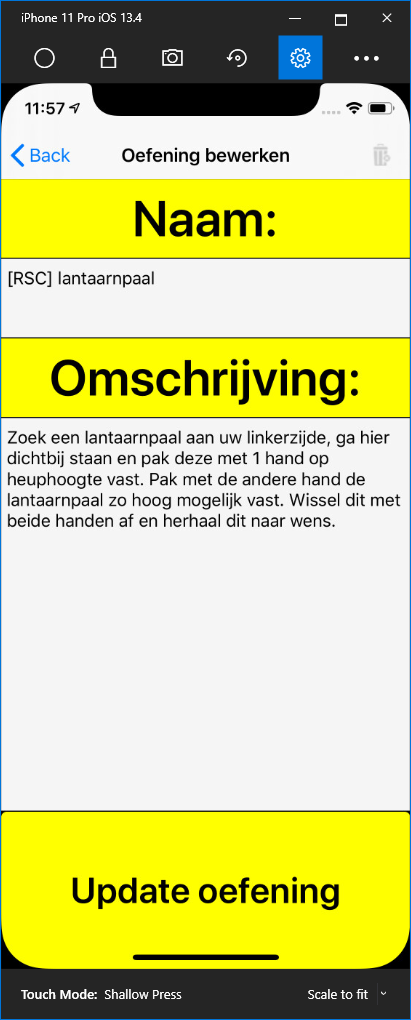 iPhone 11 Pro iOS 13.4
11:57
Back
Oefening bewerken
Naam:
[RSC] lantaarnpaal
Omschrijving:
Zoek een lantaarnpaal aan uw linkerzijde, ga hier
dichtbij staan en pak deze met 1 hand op
heuphoogte vast. Pak met de andere hand de
lantaarnpaal zo hoog mogelijk vast. Wissel dit met
beide handen af en herhaal dit naar wens.
Update oefening
Touch Mode: Shallow Press
Scale to fit